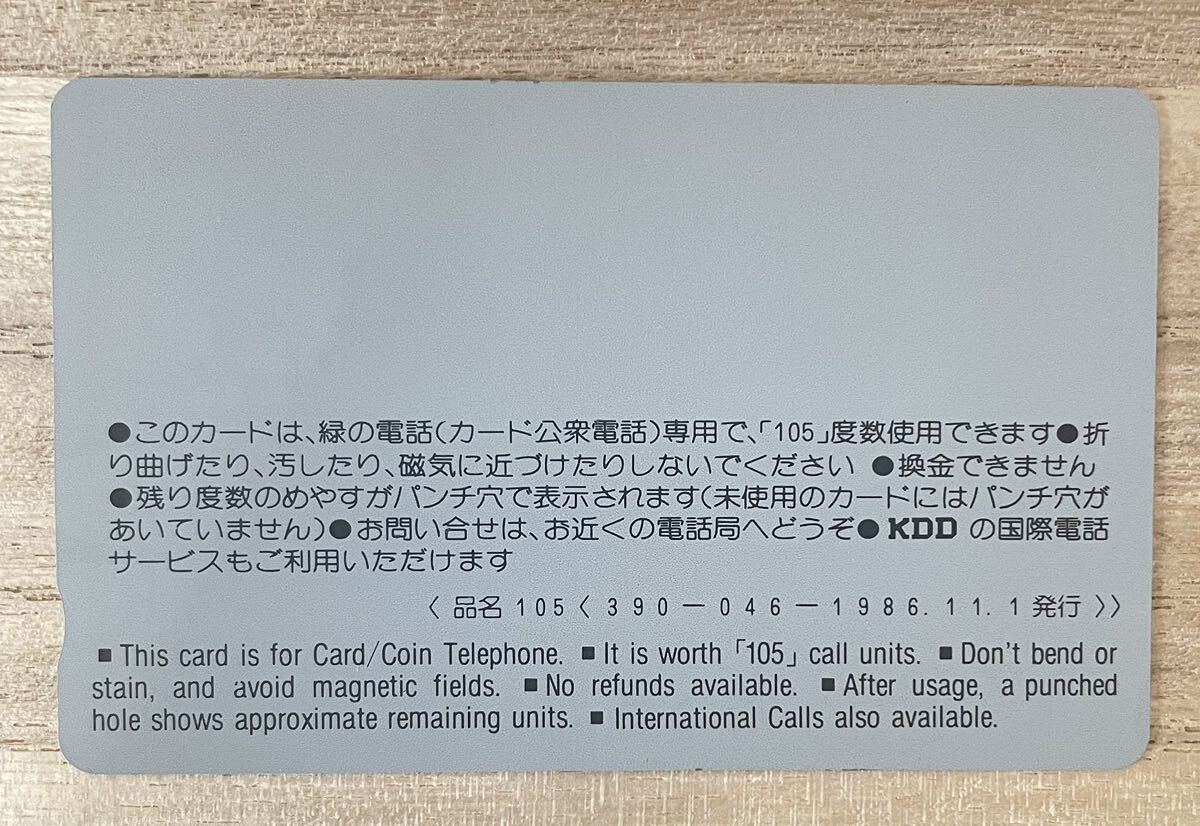 ●このカードは、緑の電話(カード公衆電話)専用で、「105」度数使用できます●折
り曲げたり、汚したり、磁気に近づけたりしないでください ●換金できません
●残り度数のめやすがパンチ穴で表示されます(未使用のカードにはパンチ穴が
あいていません)●お問い合せは、お近くの電話局へどうぞ●KDD の国際電話
サービスもご利用いただけます
〈 品名 105〈 390 − 046 − 1986. 11. 1 発行 〉〉
■ This card is for Card/Coin Telephone. ■ It is worth「105」call units. ■ Don't bend or
stain, and avoid magnetic fields. ■ No refunds available. ■ After usage, a punched
hole shows approximate remaining units. ■ International Calls also available.